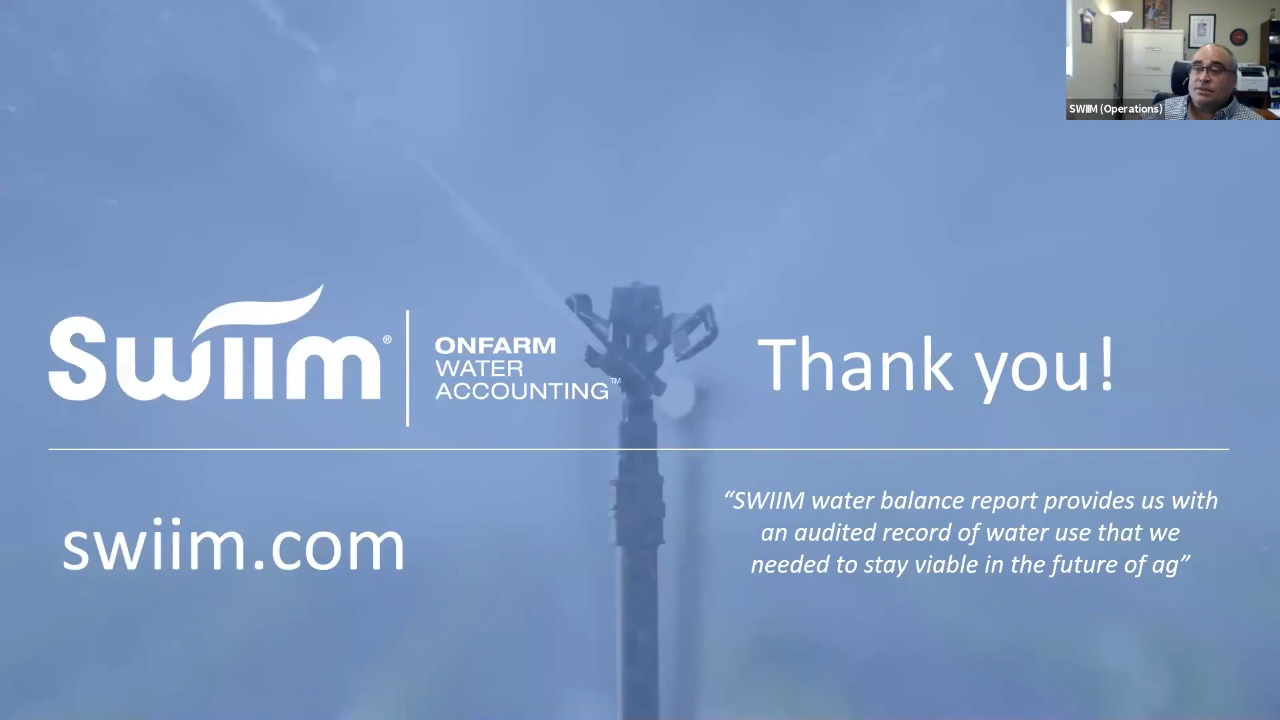 SWIIM (Operations)
Swiim®
ONFARM
WATER
ACCOUNTING™
Thank you!
swiim.com
“SWIIM water balance report provides us with
an audited record of water use that we
needed to stay viable in the future of ag”